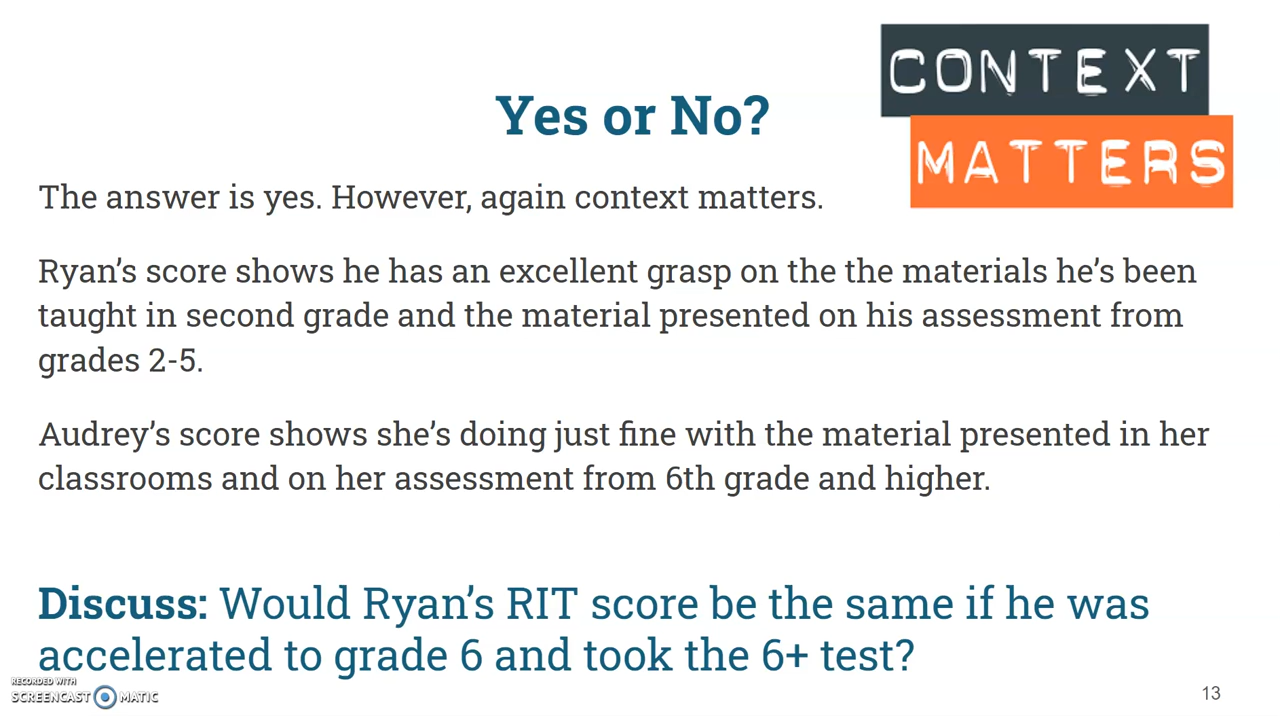 CONTEXT
MATTERS
Yes or No?
The answer is yes. However, again context matters.
Ryan’s score shows he has an excellent grasp on the the materials he’s been
taught in second grade and the material presented on his assessment from
grades 2-5.
Audrey’s score shows she’s doing just fine with the material presented in her
classrooms and on her assessment from 6th grade and higher.
Discuss: Would Ryan’s RIT score be the same if he was
accelerated to grade 6 and took the 6+ test?
RECORDED WITH
SCREENCAST MATIC
13